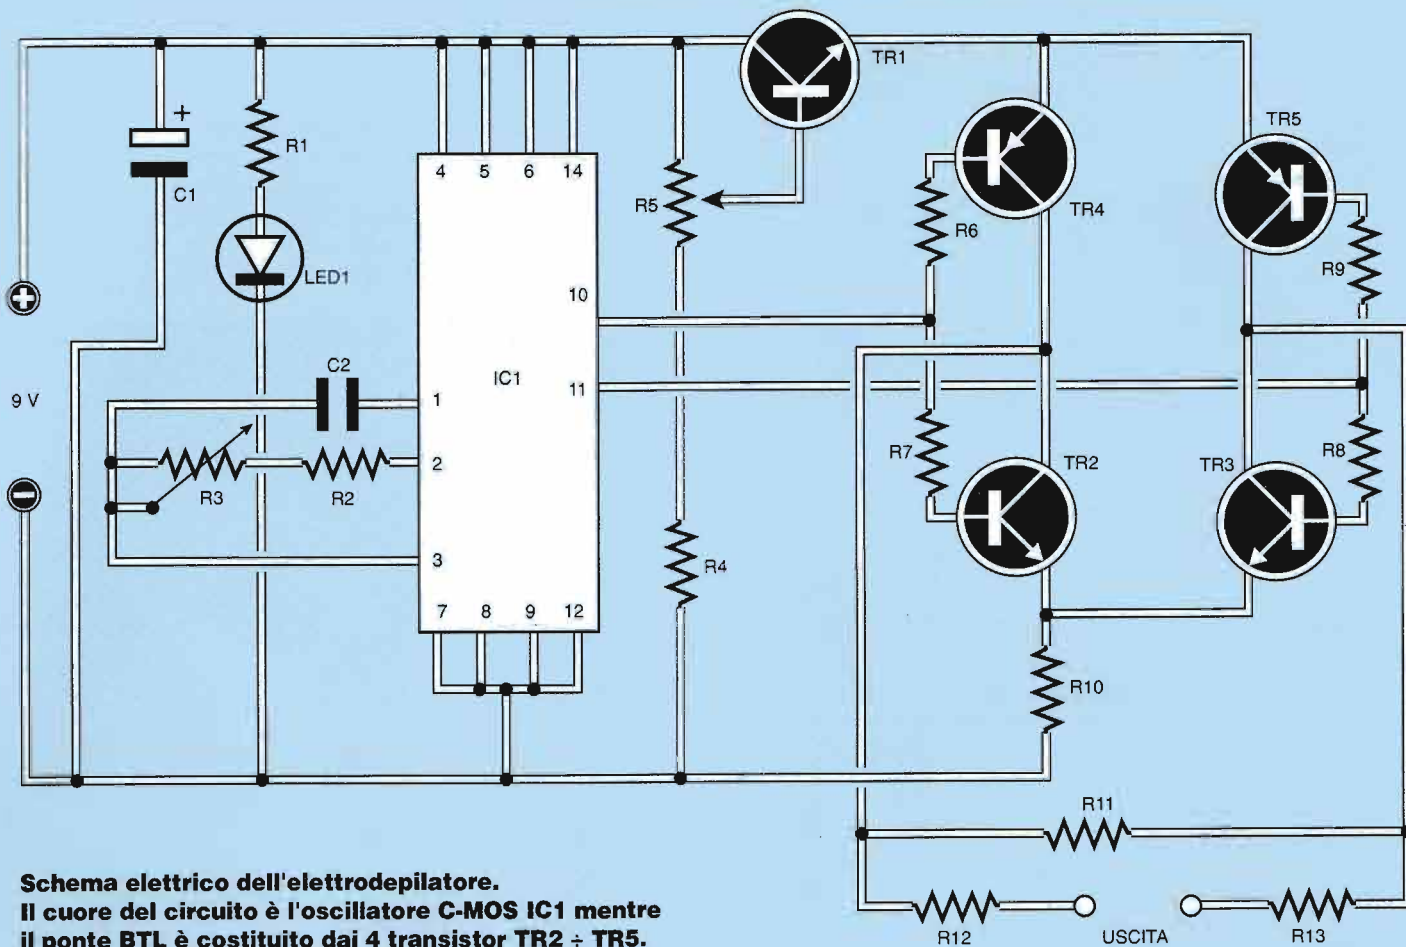 +
C1
R1
LED1
9 V
C2
R3
R2
4 5 6 14
10
IC1
11
1
2
3
7 8 9 12
R5
R4
TR1
TR4
TR5
R6
R9
R7
TR2
TR3
R8
R10
R11
R12
USCITA
R13
Schema elettrico dell'elettrodepilatore.
Il cuore del circuito è l'oscillatore C-MOS IC1 mentre
il ponte BTL è costituito dai 4 transistor TR2 ÷ TR5.